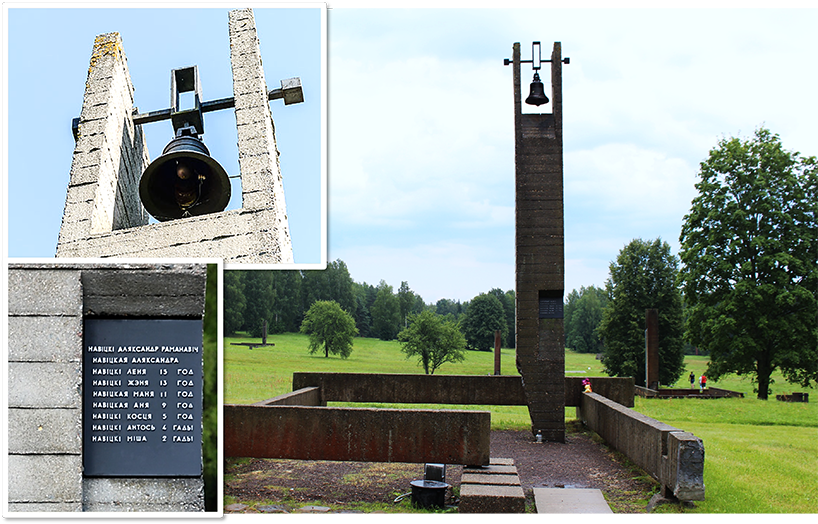 НАВІЦКІ АЛЯКСАНДР РАМАНАВІЧ
НАВІЦКАЯ АЛЯКСАНДРА
НАВІЦКІ ЛЕНЯ 15 ГОД
НАВІЦКІ ЖЭНЯ 13 ГОД
НАВІЦКАЯ МАНЯ 11 ГОД
НАВІЦКАЯ АНЯ 9 ГОД
НАВІЦКІ КОСЦЯ 5 ГОД
НАВІЦКІ АНТОСЬ 4 ГАДЫ
НАВІЦКІ МІША 2 ГАДЫ